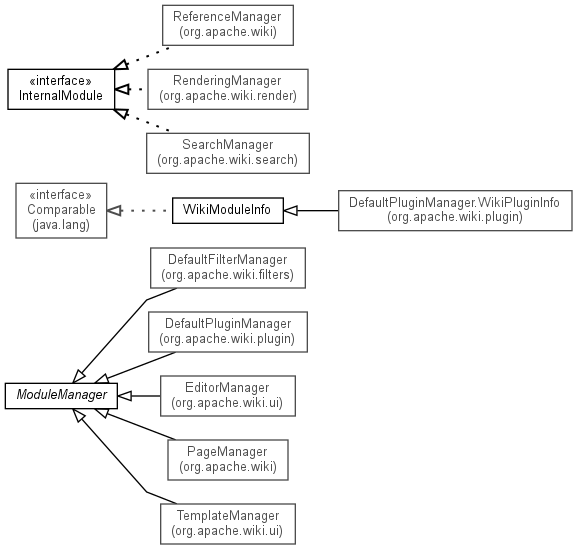 ReferenceManager
(org.apache.wiki)
«interface»
InternalModule
RenderingManager
(org.apache.wiki.render)
SearchManager
(org.apache.wiki.search)
«interface»
Comparable
(java.lang)
WikiModuleInfo
DefaultPluginManager.WikiPluginInfo
(org.apache.wiki.plugin)
DefaultFilterManager
(org.apache.wiki.filters)
DefaultPluginManager
(org.apache.wiki.plugin)
ModuleManager
EditorManager
(org.apache.wiki.ui)
PageManager
(org.apache.wiki)
TemplateManager
(org.apache.wiki.ui)